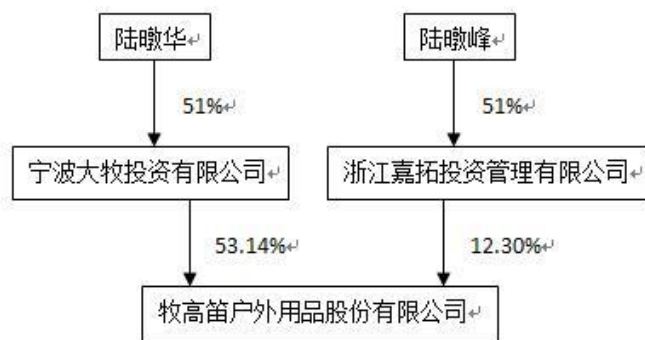 陆暾华
陆暾峰
51%
51%
宁波大牧投资有限公司
浙江嘉拓投资管理有限公司
53.14%
12.30%
牧高笛户外用品股份有限公司